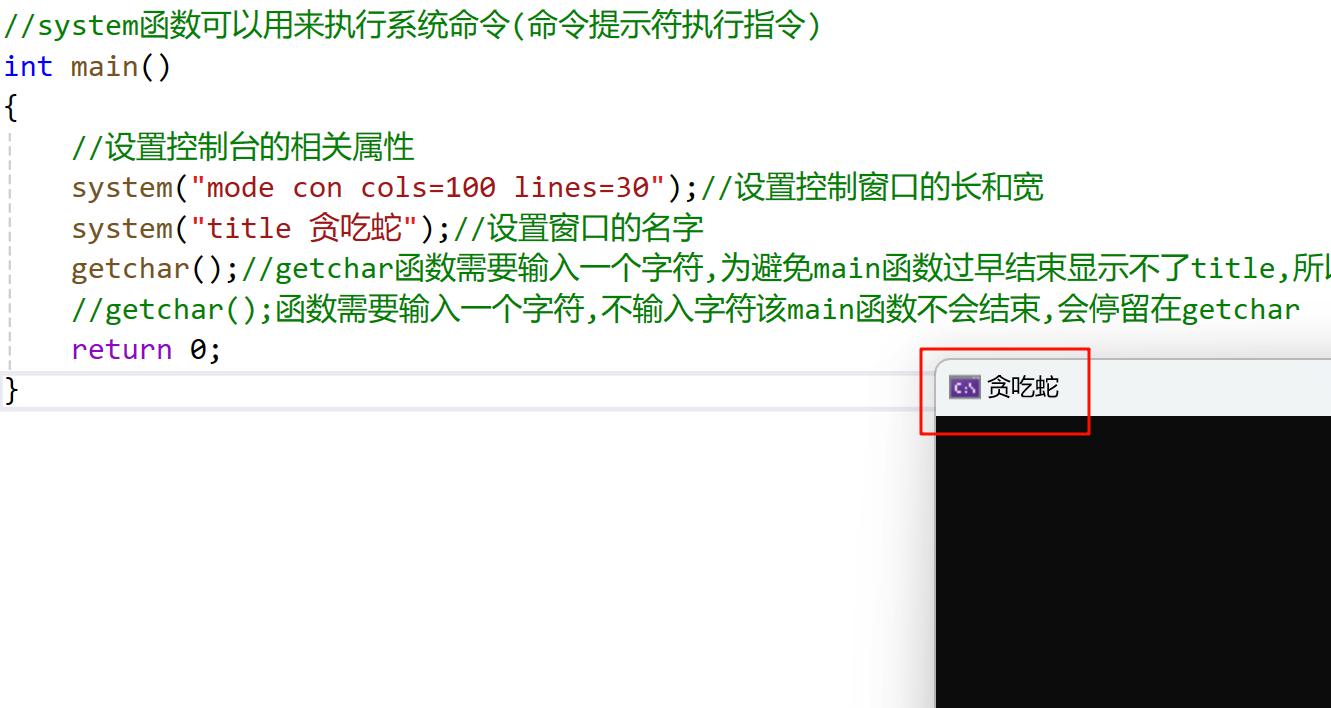 //system函数可以用来执行系统命令(命令提示符执行指令)
int main()
{
//设置控制台的相关属性
system("mode con cols=100 lines=30");//设置控制窗口的长和宽
system("title 贪吃蛇");//设置窗口的名字
getchar();//getchar函数需要输入一个字符,为避免main函数过早结束显示不了title,所以
//getchar();函数需要输入一个字符,不输入字符该main函数不会结束,会停留在getchar
return 0;
}
C:\ 贪吃蛇